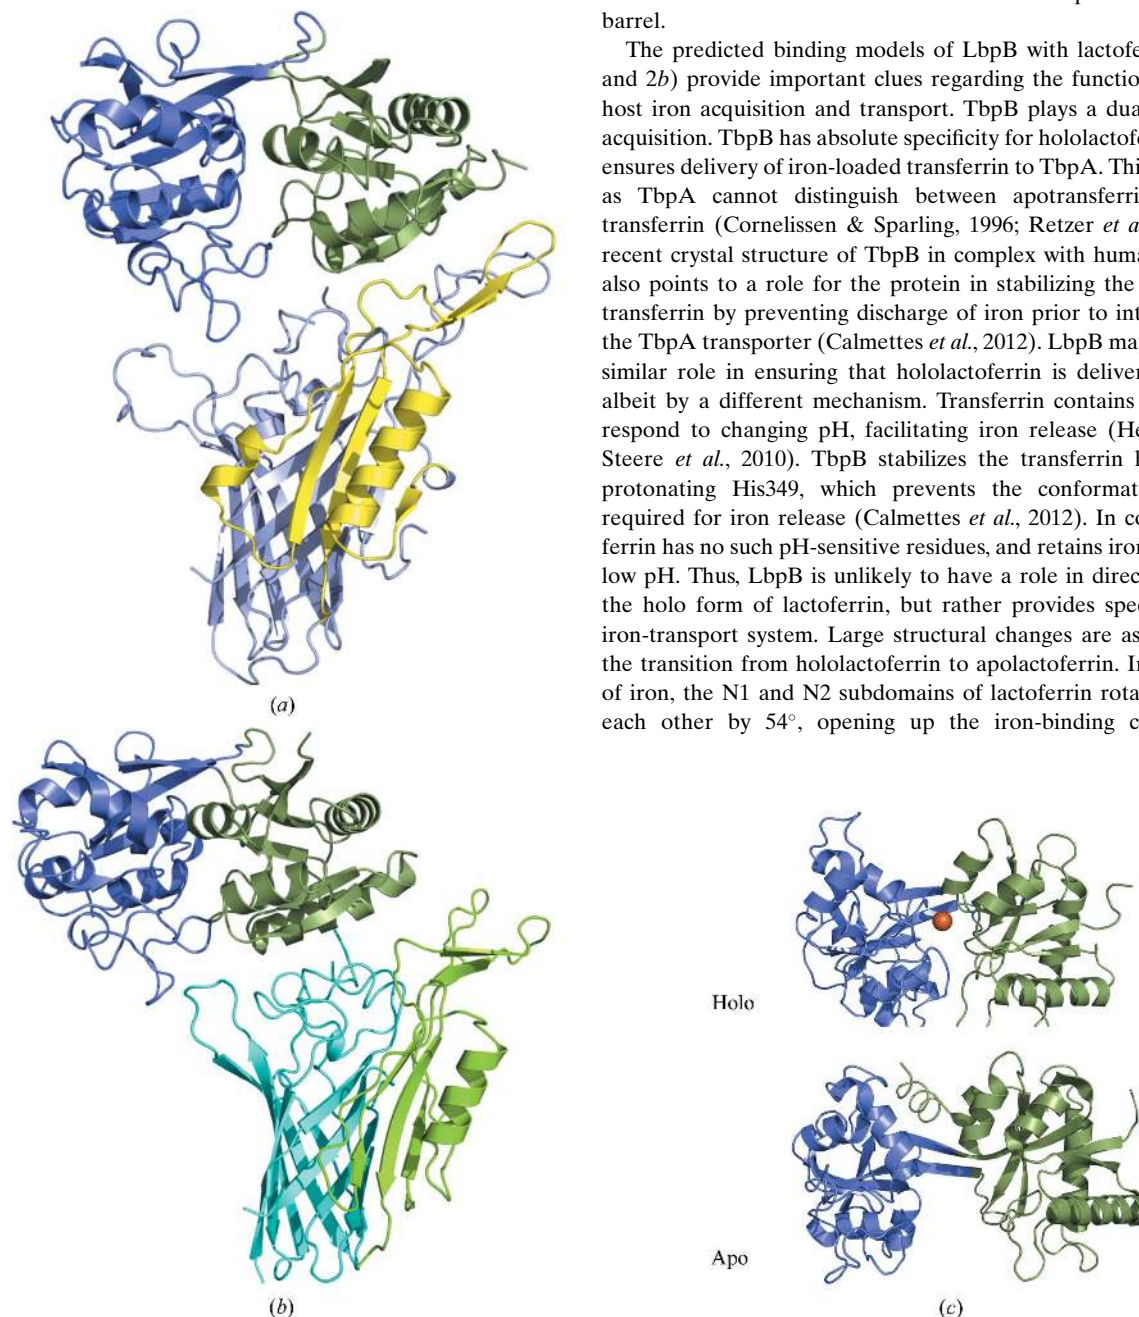 barrel.
The predicted binding models of LbpB with lactofe
and 2b) provide important clues regarding the function
host iron acquisition and transport. TbpB plays a dua
acquisition. TbpB has absolute specificity for hololactofe
ensures delivery of iron-loaded transferrin to TbpA. Thi
as TbpA cannot distinguish between apotransferri
transferrin (Cornelissen & Sparling, 1996; Retzer et a
recent crystal structure of TbpB in complex with huma
also points to a role for the protein in stabilizing the
transferrin by preventing discharge of iron prior to int
the TbpA transporter (Calmettes et al., 2012). LbpB ma
similar role in ensuring that hololactoferrin is deliver
albeit by a different mechanism. Transferrin contains
respond to changing pH, facilitating iron release (He
Steere et al., 2010). TbpB stabilizes the transferrin
protonating His349, which prevents the conformat
required for iron release (Calmettes et al., 2012). In co
ferrin has no such pH-sensitive residues, and retains iron
low pH. Thus, LbpB is unlikely to have a role in direc
the holo form of lactoferrin, but rather provides spec
iron-transport system. Large structural changes are as
the transition from hololactoferrin to apolactoferrin. In
of iron, the N1 and N2 subdomains of lactoferrin rota
each other by 54°, opening up the iron-binding c
(a)
(b)
Holo
Apo
(c)